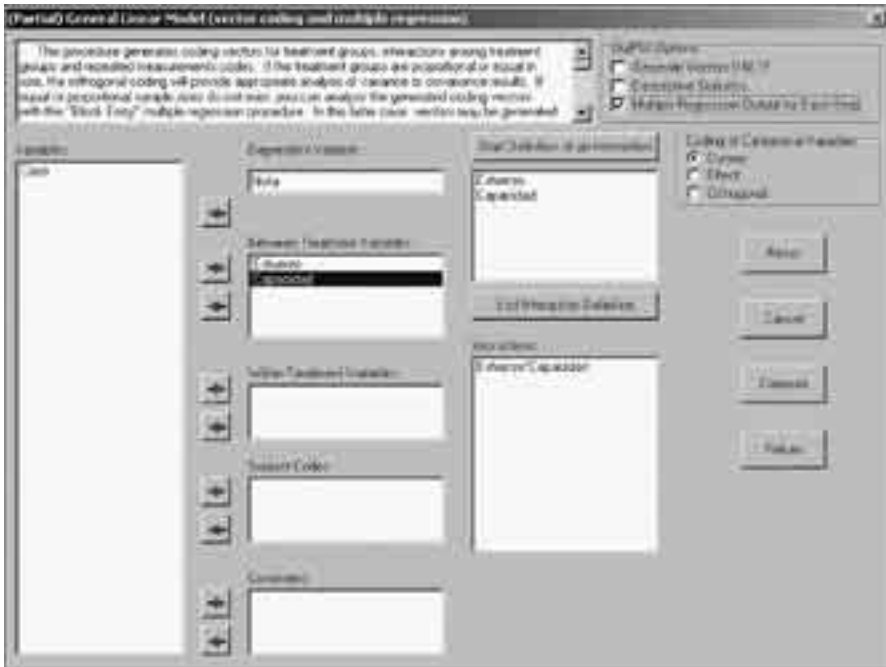 (Partial) General Linear Model (vector coding and multiple regression)
This procedure generates coding vectors for treatment groups, interactions among treatment
groups and repeated measurements codes. If the treatment groups are proportional or equal in
size, the orthogonal coding will provide appropriate analysis of variance or covariance results. If
equal or proportional sample sizes do not exist, you can analyze the generated coding vectors
with the "Block Entry" multiple regression procedure. In this latter case, vectors may be generated
Output Options
Generate Vectors ONLY
Descriptive Statistics
Multiple Regression Output for Each Step
Variables
Dependent Variable
Nota
Start Definition of an Interaction
Esfuerzo
Capacidad
Coding of Categorical Variables
Dummy
Effect
Orthogonal
Between Treatment Variables
Esfuerzo
Capacidad
End Interaction Definition
Reset
Cancel
Interactions
Esfuerzo*Capacidad
Within Treatment Variables
Compute
Subject Codes
Return
Covariates